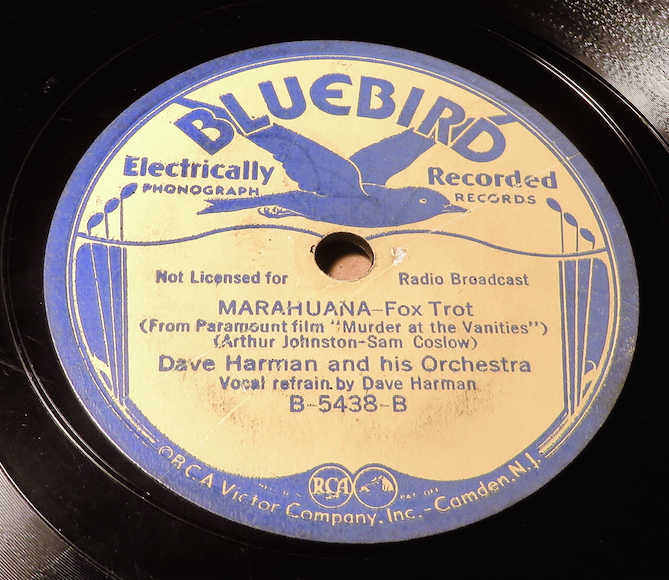 BLUEBIRD
Electrically Recorded
PHONOGRAPH RECORDS
Not Licensed for Radio Broadcast
MARAHUANA-Fox Trot
(From Paramount film "Murder at the Vanities")
(Arthur Johnston-Sam Coslow)
Dave Harman and his Orchestra
Vocal refrain by Dave Harman
B-5438-B
RCA
©RCA Victor Company, Inc.-Camden, N.J.